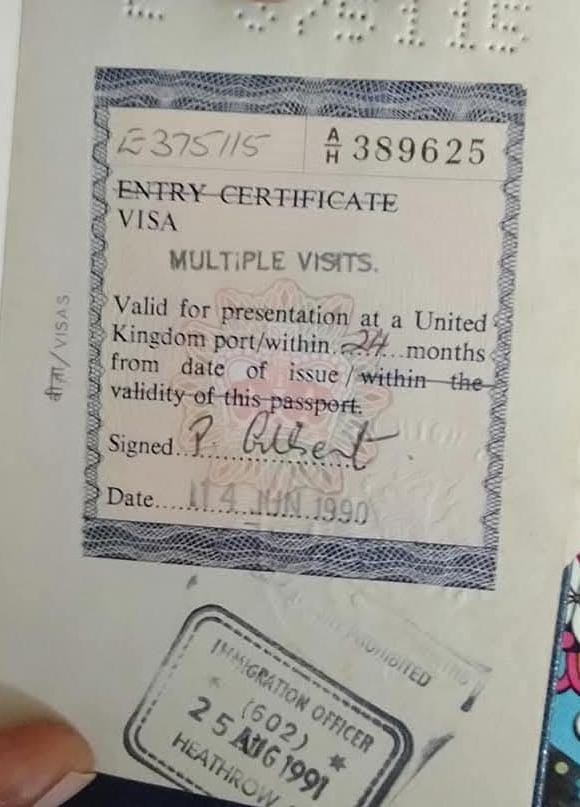 E 375115
E375115
A/H 389625
ENTRY CERTIFICATE
VISA
MULTIPLE VISITS.
Valid for presentation at a United
Kingdom port/within..24...months
from date of issue/within the
validity of this passport.
Signed..P. Gilbert
Date....14 JUN 1990
वीज़ा/VISAS
PROHIBITED
IMMIGRATION OFFICER
* (602) *
25 AUG 1991
HEATHROW